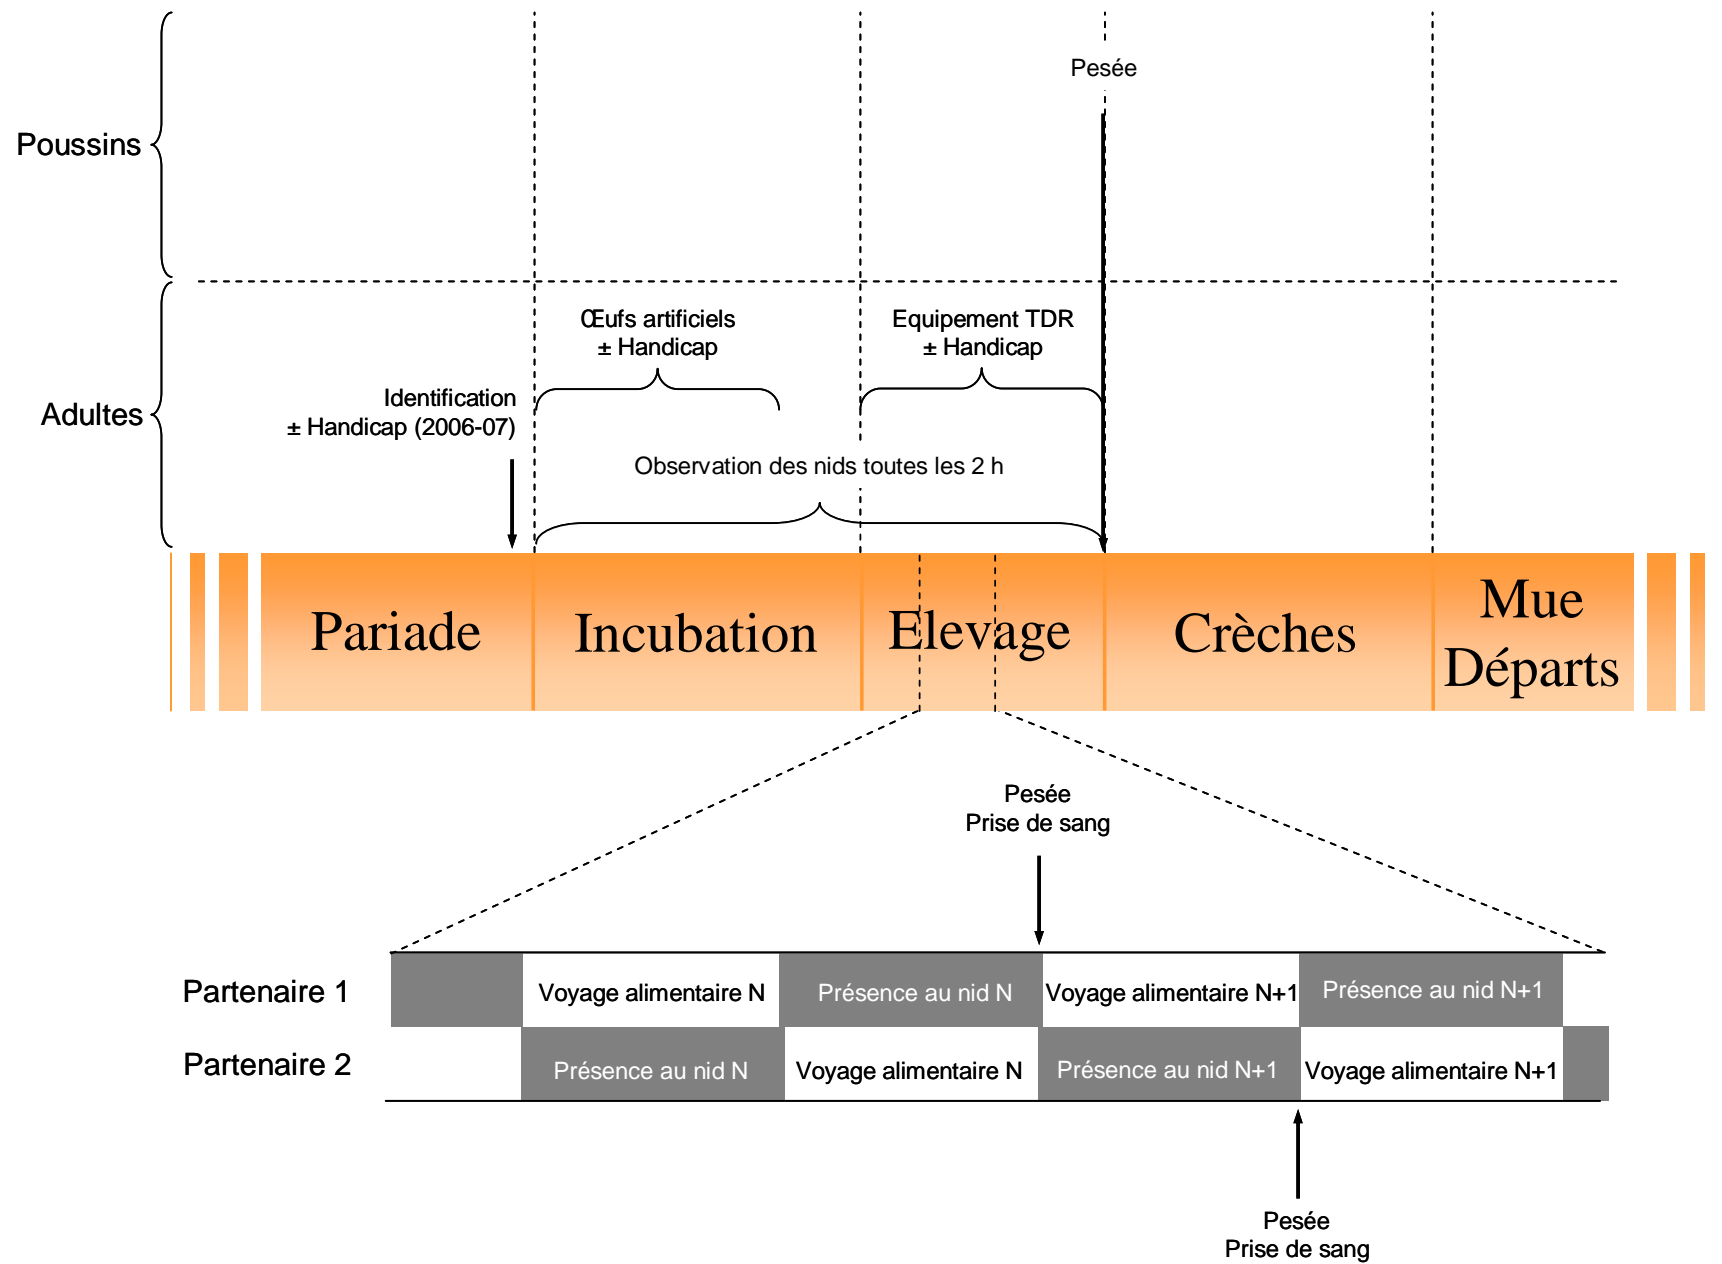 Pesée
Poussins
Œufs artificiels
± Handicap
Equipement TDR
± Handicap
Identification
± Handicap (2006-07)
Adultes
Observation des nids toutes les 2 h
Pariade
Incubation
Elevage
Crèches
Mue
Départs
Pesée
Prise de sang
Partenaire 1
Voyage alimentaire N
Présence au nid N
Voyage alimentaire N+1
Présence au nid N+1
Partenaire 2
Présence au nid N
Voyage alimentaire N
Présence au nid N+1
Voyage alimentaire N+1
Pesée
Prise de sang